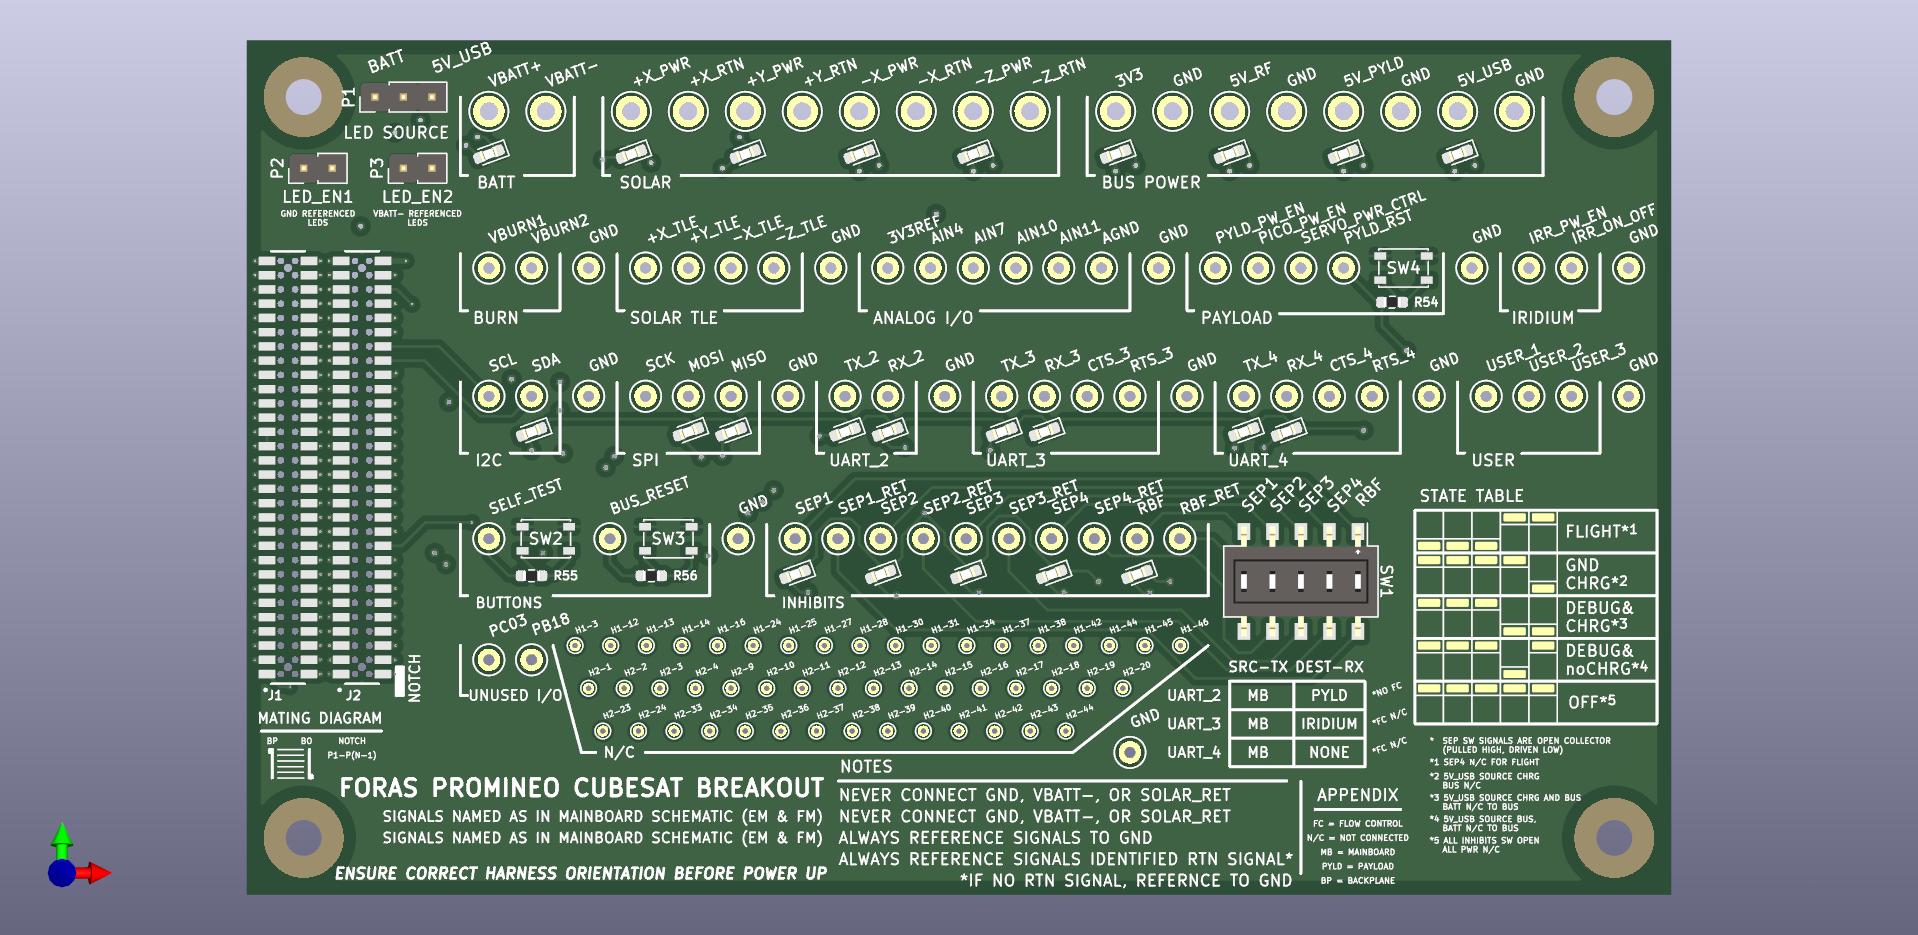 BATT 5V_USB
P1
LED SOURCE
P2 P3
LED_EN1 LED_EN2
GND REFERENCED LEDS
VBATT- REFERENCED LEDS
VBATT+ VBATT-
BATT
+X_PWR +X_RTN +Y_PWR +Y_RTN -X_PWR -X_RTN -Z_PWR -Z_RTN
SOLAR
3V3 GND 5V_RF GND 5V_PYLD GND 5V_USB GND
BUS POWER
VBURN1 VBURN2 GND
BURN
+X_TLE +Y_TLE -X_TLE -Z_TLE GND
SOLAR TLE
3V3REF AIN4 AIN7 AIN10 AIN11 AGND GND
ANALOG I/O
PYLD_PW_EN PICO_PW_EN SERVO_PWR_CTRL PYLD_RST
SW4
R54
PAYLOAD
GND IRR_PW_EN IRR_ON_OFF GND
IRIDIUM
SCL SDA GND
I2C
SCK MOSI MISO GND
SPI
TX_2 RX_2 GND
UART_2
TX_3 RX_3 CTS_3 RTS_3 GND
UART_3
TX_4 RX_4 CTS_4 RTS_4 GND
UART_4
USER_1 USER_2 USER_3 GND
USER
SELF_TEST BUS_RESET GND
SW2 SW3
R55 R56
BUTTONS
SEP1 SEP1_RET SEP2 SEP2_RET SEP3 SEP3_RET SEP4 SEP4_RET RBF RBF_RET
INHIBITS
SEP1 SEP2 SEP3 SEP4 RBF
SW1
STATE TABLE
FLIGHT*1
GND
CHRG*2
DEBUG&
CHRG*3
DEBUG&
noCHRG*4
OFF*5
PC03 PB18
UNUSED I/O
H1-3 H1-12 H1-13 H1-14 H1-16 H1-24 H1-25 H1-27 H1-28 H1-30 H1-31 H1-34 H1-37 H1-38 H1-42 H1-44 H1-45 H1-46
H2-1 H2-2 H2-3 H2-4 H2-9 H2-10 H2-11 H2-12 H2-13 H2-14 H2-15 H2-16 H2-17 H2-18 H2-19 H2-20
H2-23 H2-24 H2-33 H2-34 H2-35 H2-36 H2-37 H2-38 H2-39 H2-40 H2-41 H2-42 H2-43 H2-44
N/C
GND
SRC-TX DEST-RX
UART_2 MB PYLD *NO FC
UART_3 MB IRIDIUM *FC N/C
UART_4 MB NONE *FC N/C
J1 J2
NOTCH
MATING DIAGRAM
BP BO NOTCH
P1-P(N-1)
FORAS PROMINEO CUBESAT BREAKOUT
SIGNALS NAMED AS IN MAINBOARD SCHEMATIC (EM & FM)
SIGNALS NAMED AS IN MAINBOARD SCHEMATIC (EM & FM)
ENSURE CORRECT HARNESS ORIENTATION BEFORE POWER UP
NOTES
NEVER CONNECT GND, VBATT-, OR SOLAR_RET
NEVER CONNECT GND, VBATT-, OR SOLAR_RET
ALWAYS REFERENCE SIGNALS TO GND
ALWAYS REFERENCE SIGNALS IDENTIFIED RTN SIGNAL*
*IF NO RTN SIGNAL, REFERNCE TO GND
APPENDIX
FC = FLOW CONTROL
N/C = NOT CONNECTED
MB = MAINBOARD
PYLD = PAYLOAD
BP = BACKPLANE
* SEP SW SIGNALS ARE OPEN COLLECTOR
(PULLED HIGH, DRIVEN LOW)
*1 SEP4 N/C FOR FLIGHT
*2 5V_USB SOURCE CHRG
BUS N/C
*3 5V_USB SOURCE CHRG AND BUS
BATT N/C TO BUS
*4 5V_USB SOURCE BUS,
BATT N/C TO BUS
*5 ALL INHIBITS SW OPEN
ALL PWR N/C